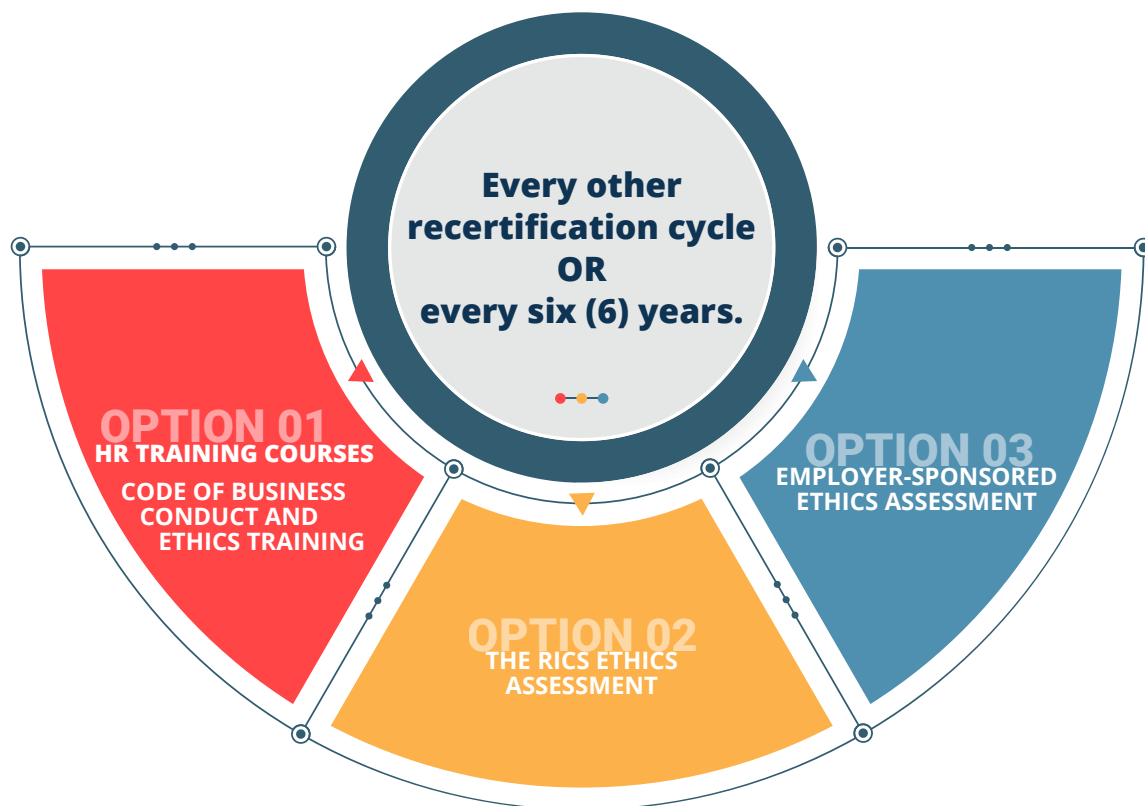 Every other
recertification cycle
OR
every six (6) years.
OPTION 01
HR TRAINING COURSES
CODE OF BUSINESS
CONDUCT AND
ETHICS TRAINING
OPTION 02
THE RICS ETHICS
ASSESSMENT
OPTION 03
EMPLOYER-SPONSORED
ETHICS ASSESSMENT